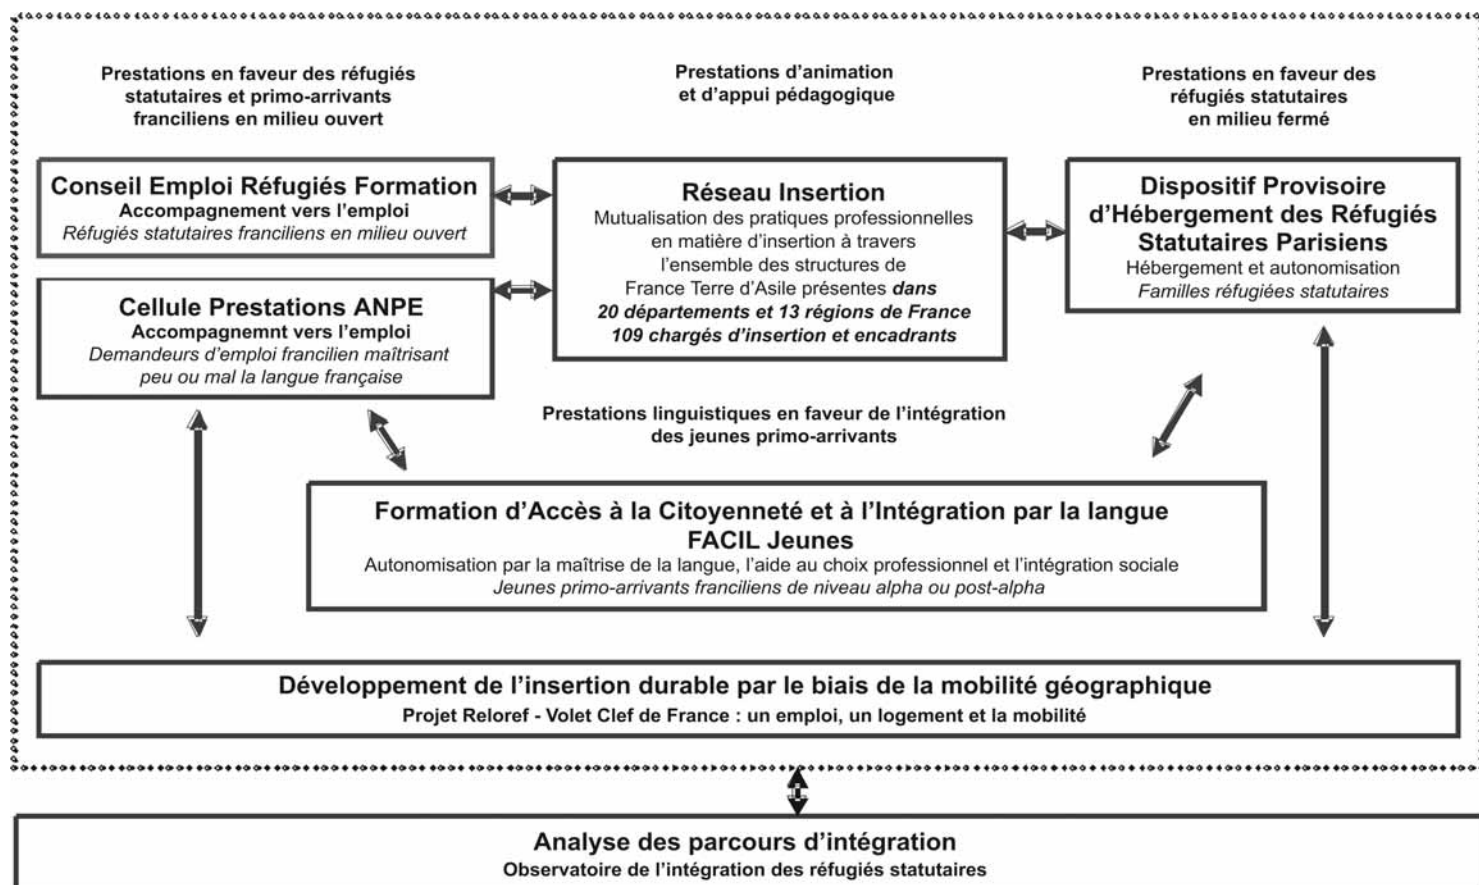 Prestations en faveur des réfugiés
statutaires et primo-arrivants
franciliens en milieu ouvert
Prestations d’animation
et d’appui pédagogique
Prestations en faveur des
réfugiés statutaires
en milieu fermé
Conseil Emploi Réfugiés Formation
Accompagnement vers l’emploi
Réfugiés statutaires franciliens en milieu ouvert
Cellule Prestations ANPE
Accompagnemnt vers l’emploi
Demandeurs d’emploi francilien maîtrisant
peu ou mal la langue française
Réseau Insertion
Mutualisation des pratiques professionnelles
en matière d’insertion à travers
l’ensemble des structures de
France Terre d’Asile présentes dans
20 départements et 13 régions de France
109 chargés d’insertion et encadrants
Dispositif Provisoire
d’Hébergement des Réfugiés
Statutaires Parisiens
Hébergement et autonomisation
Familles réfugiées statutaires
Prestations linguistiques en faveur de l’intégration
des jeunes primo-arrivants
Formation d’Accès à la Citoyenneté et à l’Intégration par la langue
FACIL Jeunes
Autonomisation par la maîtrise de la langue, l’aide au choix professionnel et l’intégration sociale
Jeunes primo-arrivants franciliens de niveau alpha ou post-alpha
Développement de l’insertion durable par le biais de la mobilité géographique
Projet Reloref - Volet Clef de France : un emploi, un logement et la mobilité
Analyse des parcours d’intégration
Observatoire de l’intégration des réfugiés statutaires